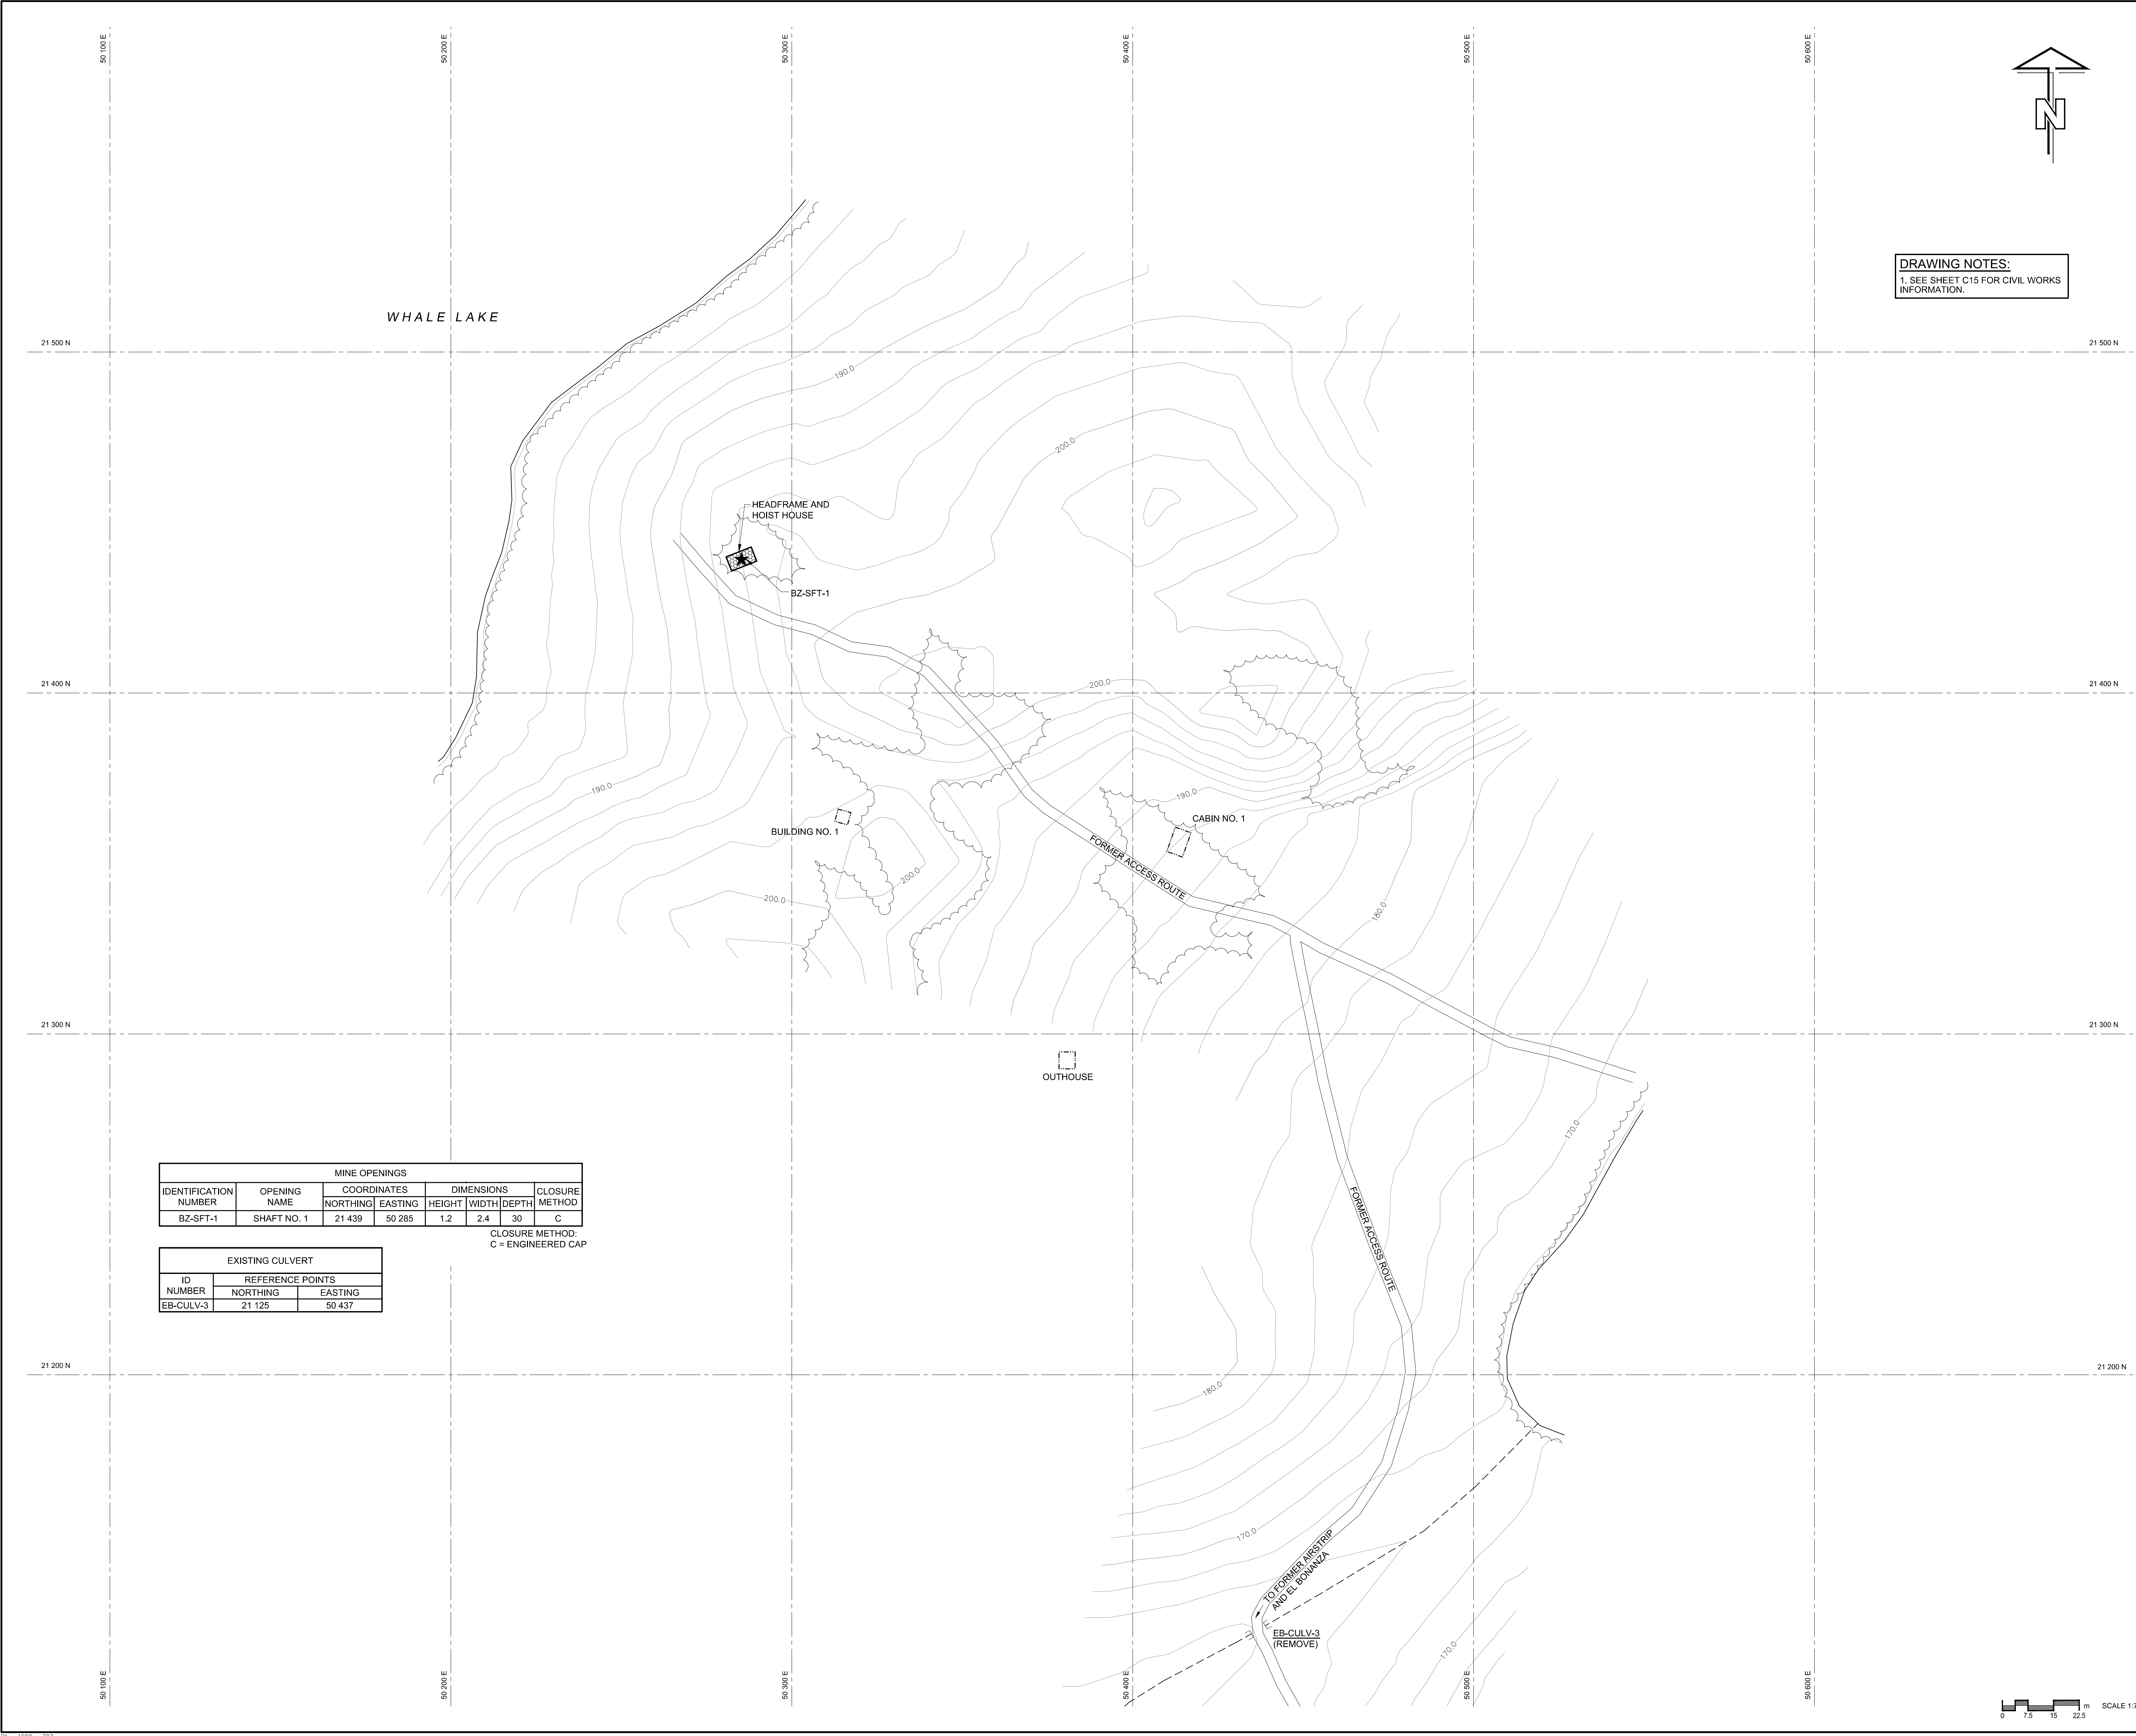 50 100 E
50 200 E
50 300 E
50 400 E
50 500 E
50 600 E
N
DRAWING NOTES:
1. SEE SHEET C15 FOR CIVIL WORKS
INFORMATION.
WHALE LAKE
21 500 N
21 500 N
190.0
200.0
HEADFRAME AND
HOIST HOUSE
BZ-SFT-1
21 400 N
200.0
21 400 N
190.0
190.0
CABIN NO. 1
BUILDING NO. 1
FORMER ACCESS ROUTE
200.0
200.0
180.0
21 300 N
21 300 N
OUTHOUSE
170.0
MINE OPENINGS
IDENTIFICATION NUMBER OPENING NAME COORDINATES DIMENSIONS CLOSURE METHOD
NORTHING EASTING HEIGHT WIDTH DEPTH
BZ-SFT-1 SHAFT NO. 1 21 439 50 285 1.2 2.4 30 C
CLOSURE METHOD:
C = ENGINEERED CAP
FORMER ACCESS ROUTE
EXISTING CULVERT
ID NUMBER REFERENCE POINTS
NORTHING EASTING
EB-CULV-3 21 125 50 437
21 200 N
21 200 N
180.0
170.0
TO FORMER AIRSTRIP
AND EL BONANZA
EB-CULV-3
(REMOVE)
170.0
50 100 E
50 200 E
50 300 E
50 400 E
50 500 E
50 600 E
0 7.5 15 22.5 m
SCALE 1:7